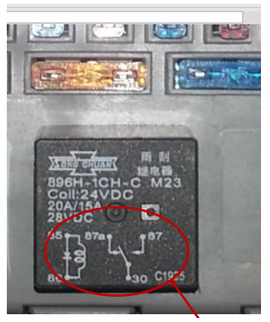 SONG CHUAN 雨刮
896H-1CH-C 继电器
M23
Coil:24VDC
20A/15A
28VDC
85 87a 87
86 30 C1925